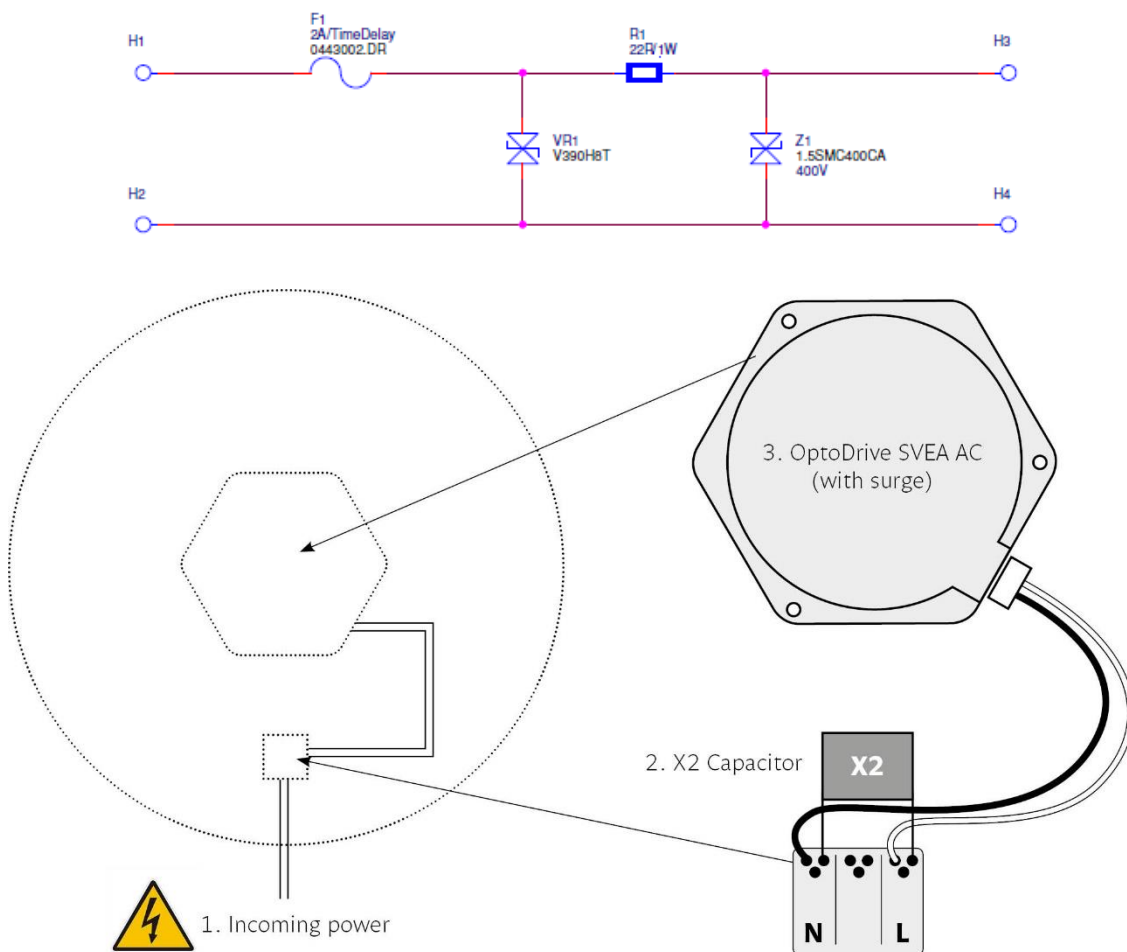 F1
2A/TimeDelay
0443002.DR
H1
R1
22R/1W
H3
VR1
V390H8T
Z1
1.5SMC400CA
400V
H2
H4
3. OptoDrive SVEA AC
(with surge)
2. X2 Capacitor
X2
1. Incoming power
N
L